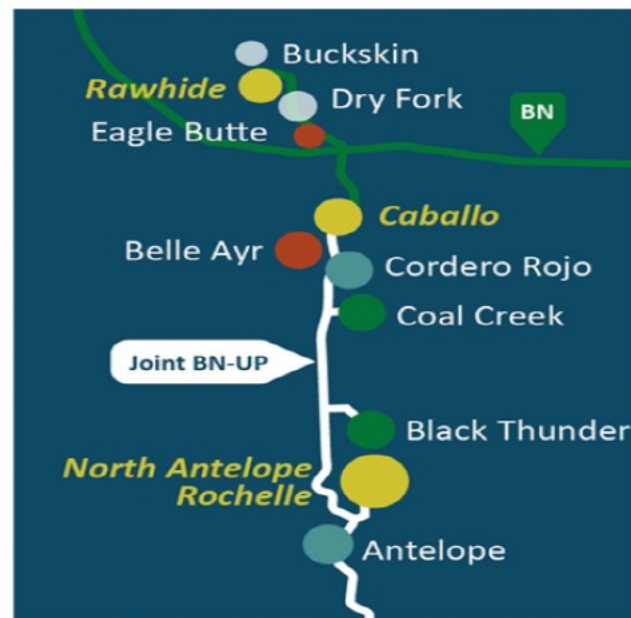 Buckskin
Rawhide
Dry Fork
Eagle Butte
BN
Caballo
Belle Ayr
Cordero Rojo
Coal Creek
Joint BN-UP
Black Thunder
North Antelope
Rochelle
Antelope